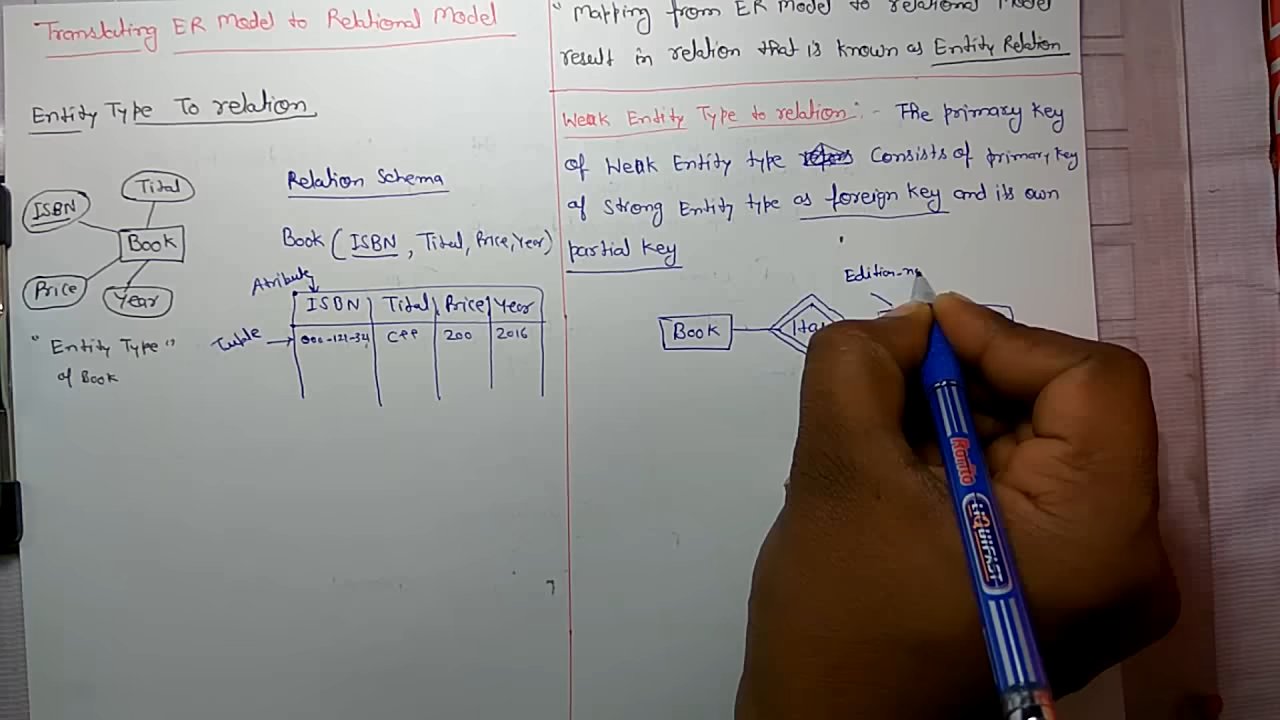 Translating ER Model to Relational Model
Entity Type To relation
ISBN
Tital
Book
Price
Year
"Entity Type"
of Book
Relation Schema
Book (ISBN, Tital, Price, Year)
Atribute
ISBN Tital Price Year
Tuple
000-121-34 C++ 200 2016
"Mapping from ER Model to relational Model
result in relation that is known as Entity Relation
Weak Entity Type to relation:- The primary Key
of Weak Entity type Consists of primary key
of Strong Entity type as foreign Key and its own
partial Key
Edition-n
Book
Romto
LIQUIFAST